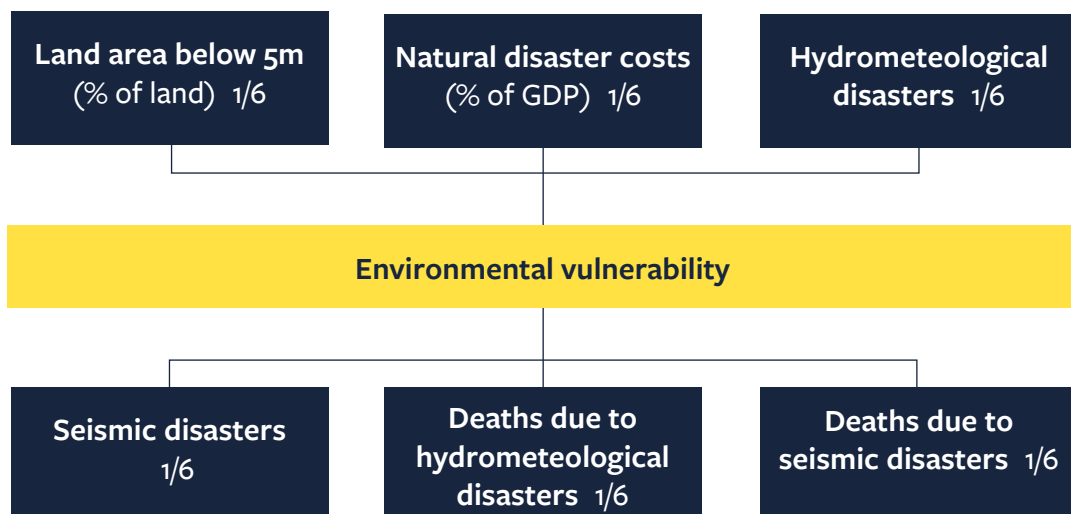 Land area below 5m
(% of land) 1/6
Natural disaster costs
(% of GDP) 1/6
Hydrometeological
disasters 1/6
Environmental vulnerability
Seismic disasters
1/6
Deaths due to
hydrometeological
disasters 1/6
Deaths due to
seismic disasters 1/6